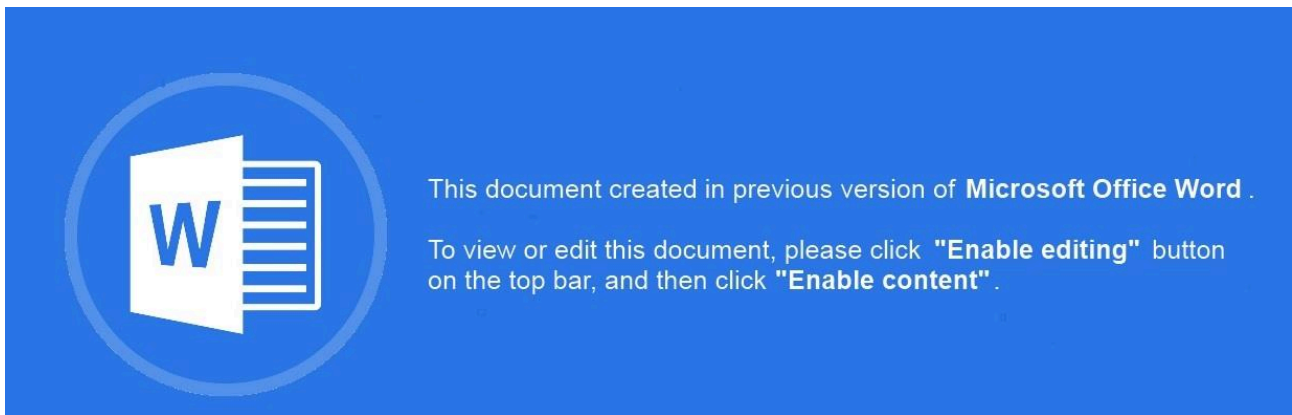 W
This document created in previous version of Microsoft Office Word .
To view or edit this document, please click "Enable editing" button
on the top bar, and then click "Enable content".